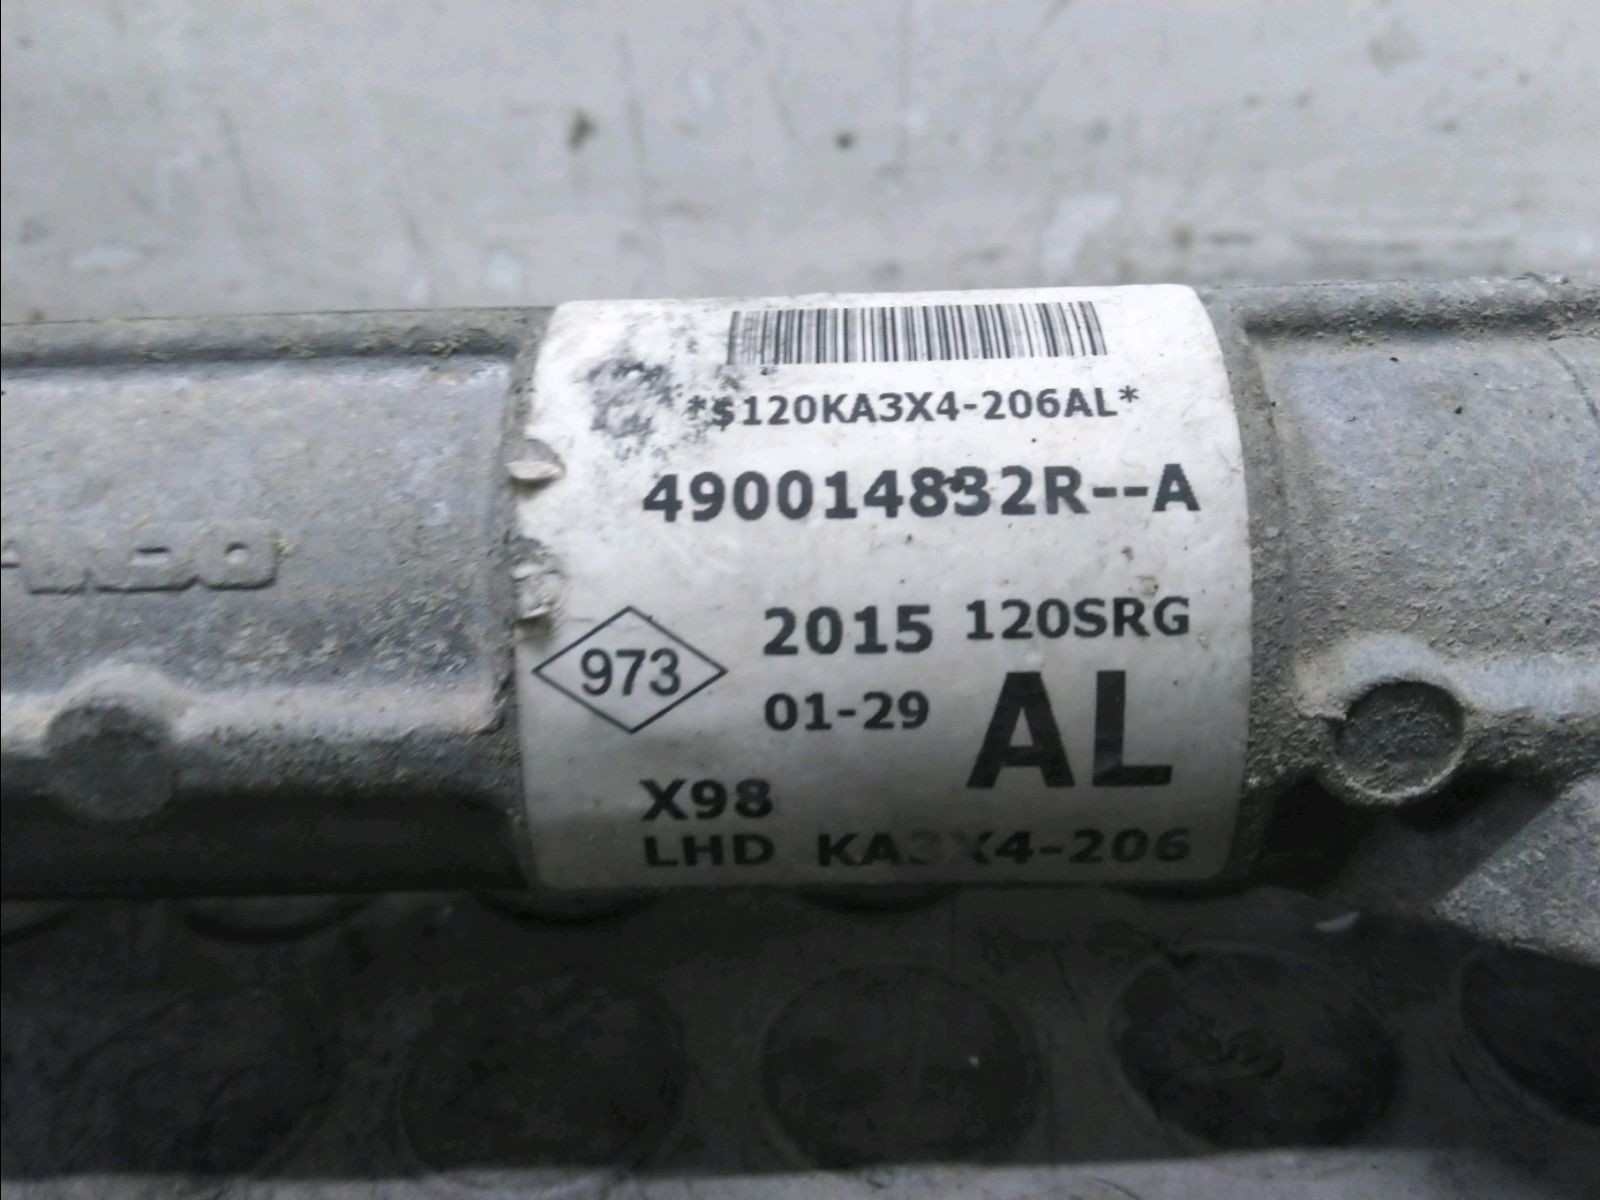 *$120KA3X4-206AL*
490014832R--A
973
2015 120SRG
01-29 AL
X98
LHD KA3X4-206